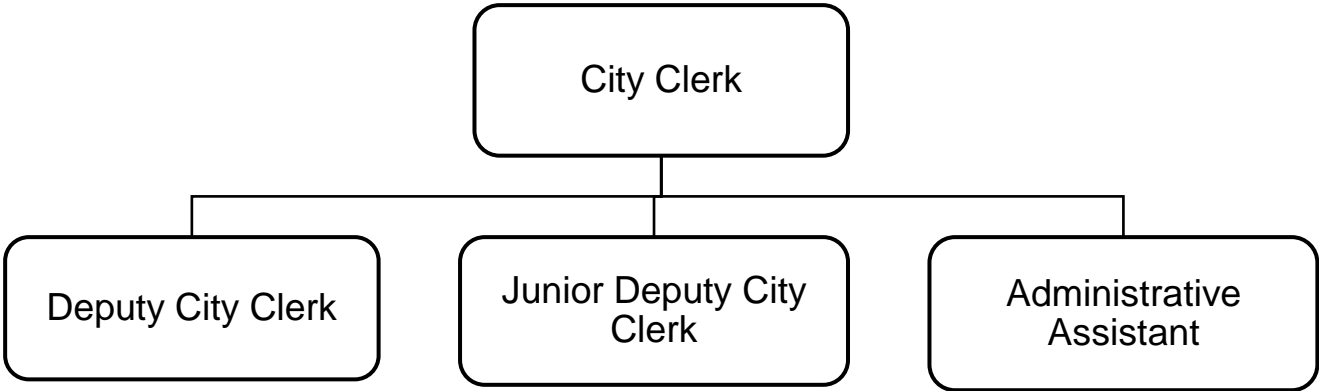 City Clerk
Deputy City Clerk
Junior Deputy City
Clerk
Administrative
Assistant